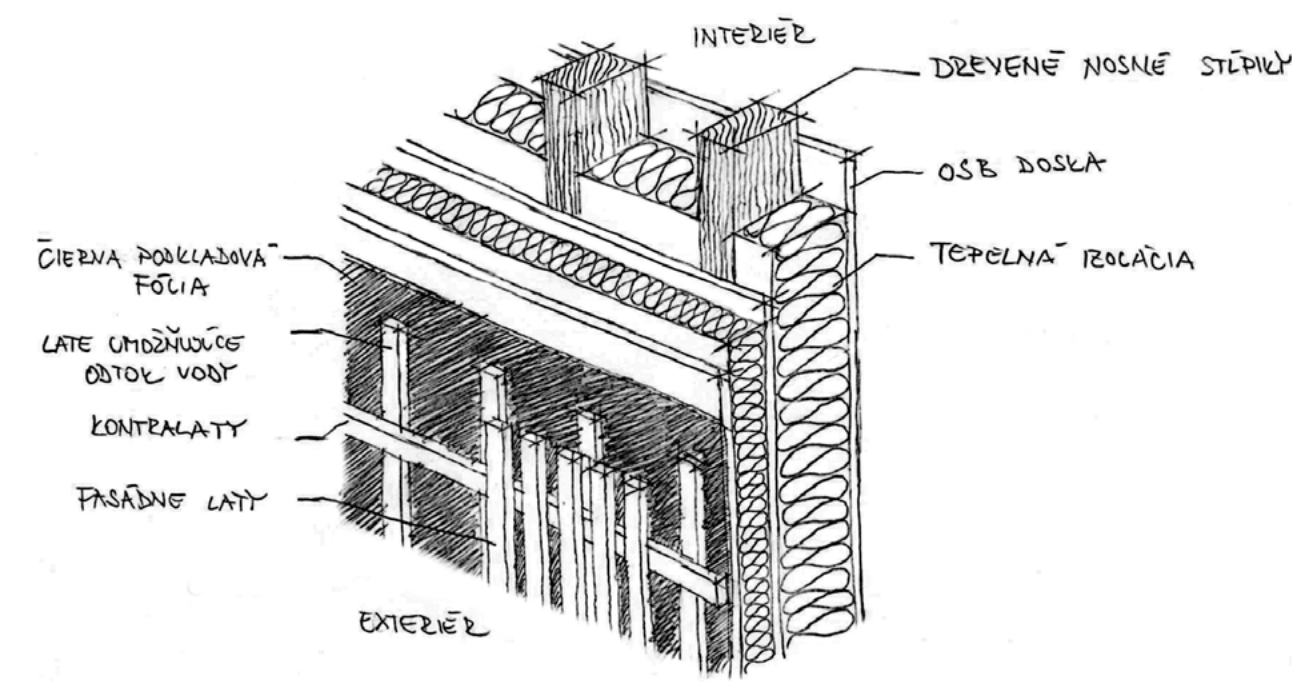 INTERIÉR
DREVENÉ NOSNÉ STĹPIKY
OSB DOSKA
TEPELNÁ IZOLÁCIA
ČIERNA PODKLADOVÁ
FÓLIA
LATE UMOŽŇUJÚCE
ODTOK VODY
KONTRALATY
FASÁDNE LATY
EXTERIÉR